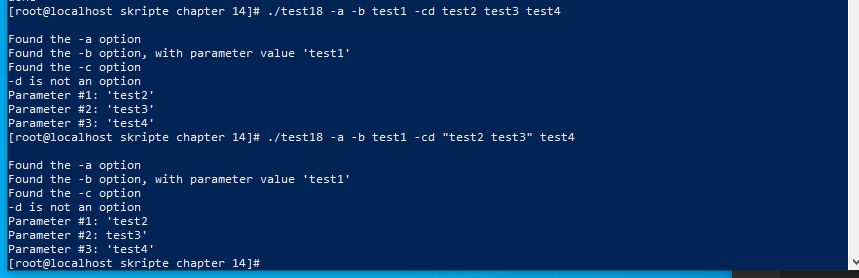 [root@localhost skripte chapter 14]# ./test18 -a -b test1 -cd test2 test3 test4
Found the -a option
Found the -b option, with parameter value 'test1'
Found the -c option
-d is not an option
Parameter #1: 'test2'
Parameter #2: 'test3'
Parameter #3: 'test4'
[root@localhost skripte chapter 14]# ./test18 -a -b test1 -cd "test2 test3" test4
Found the -a option
Found the -b option, with parameter value 'test1'
Found the -c option
-d is not an option
Parameter #1: 'test2
Parameter #2: test3'
Parameter #3: 'test4'
[root@localhost skripte chapter 14]#